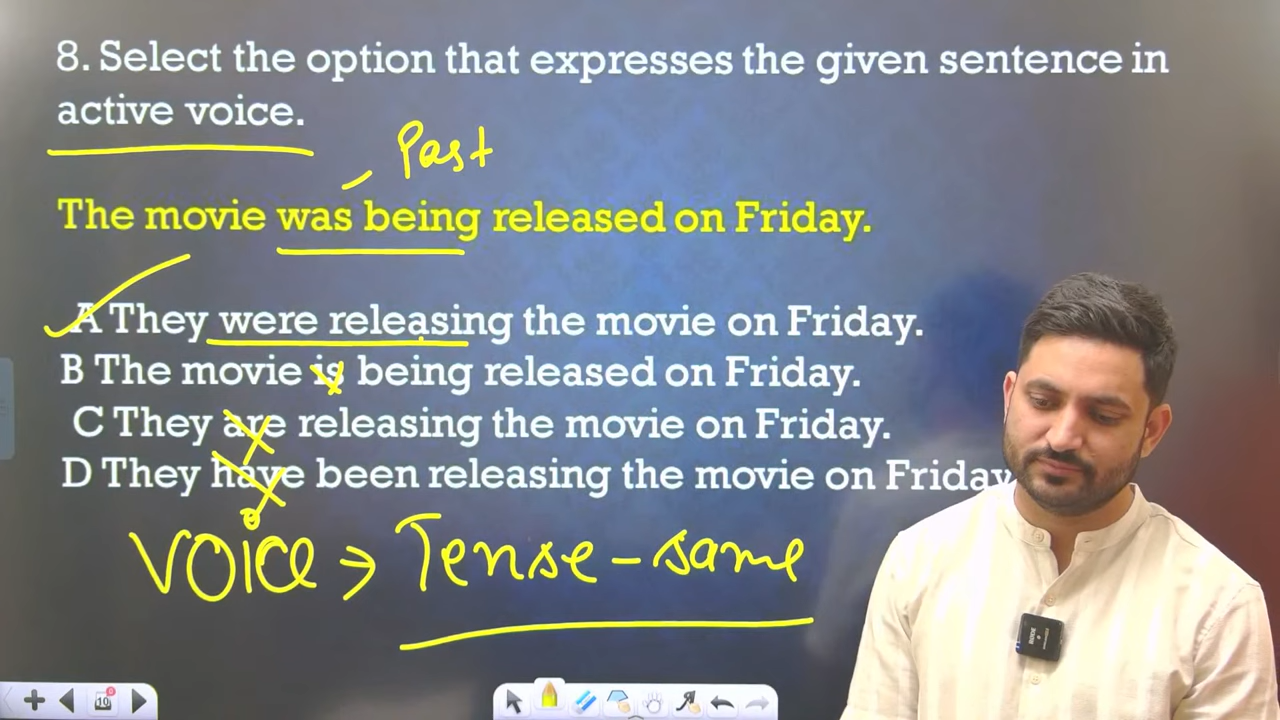 8. Select the option that expresses the given sentence in
active voice.
Past
The movie was being released on Friday.
A They were releasing the movie on Friday.
B The movie is being released on Friday.
C They are releasing the movie on Friday.
D They have been releasing the movie on Friday
VOICE → Tense - same
10